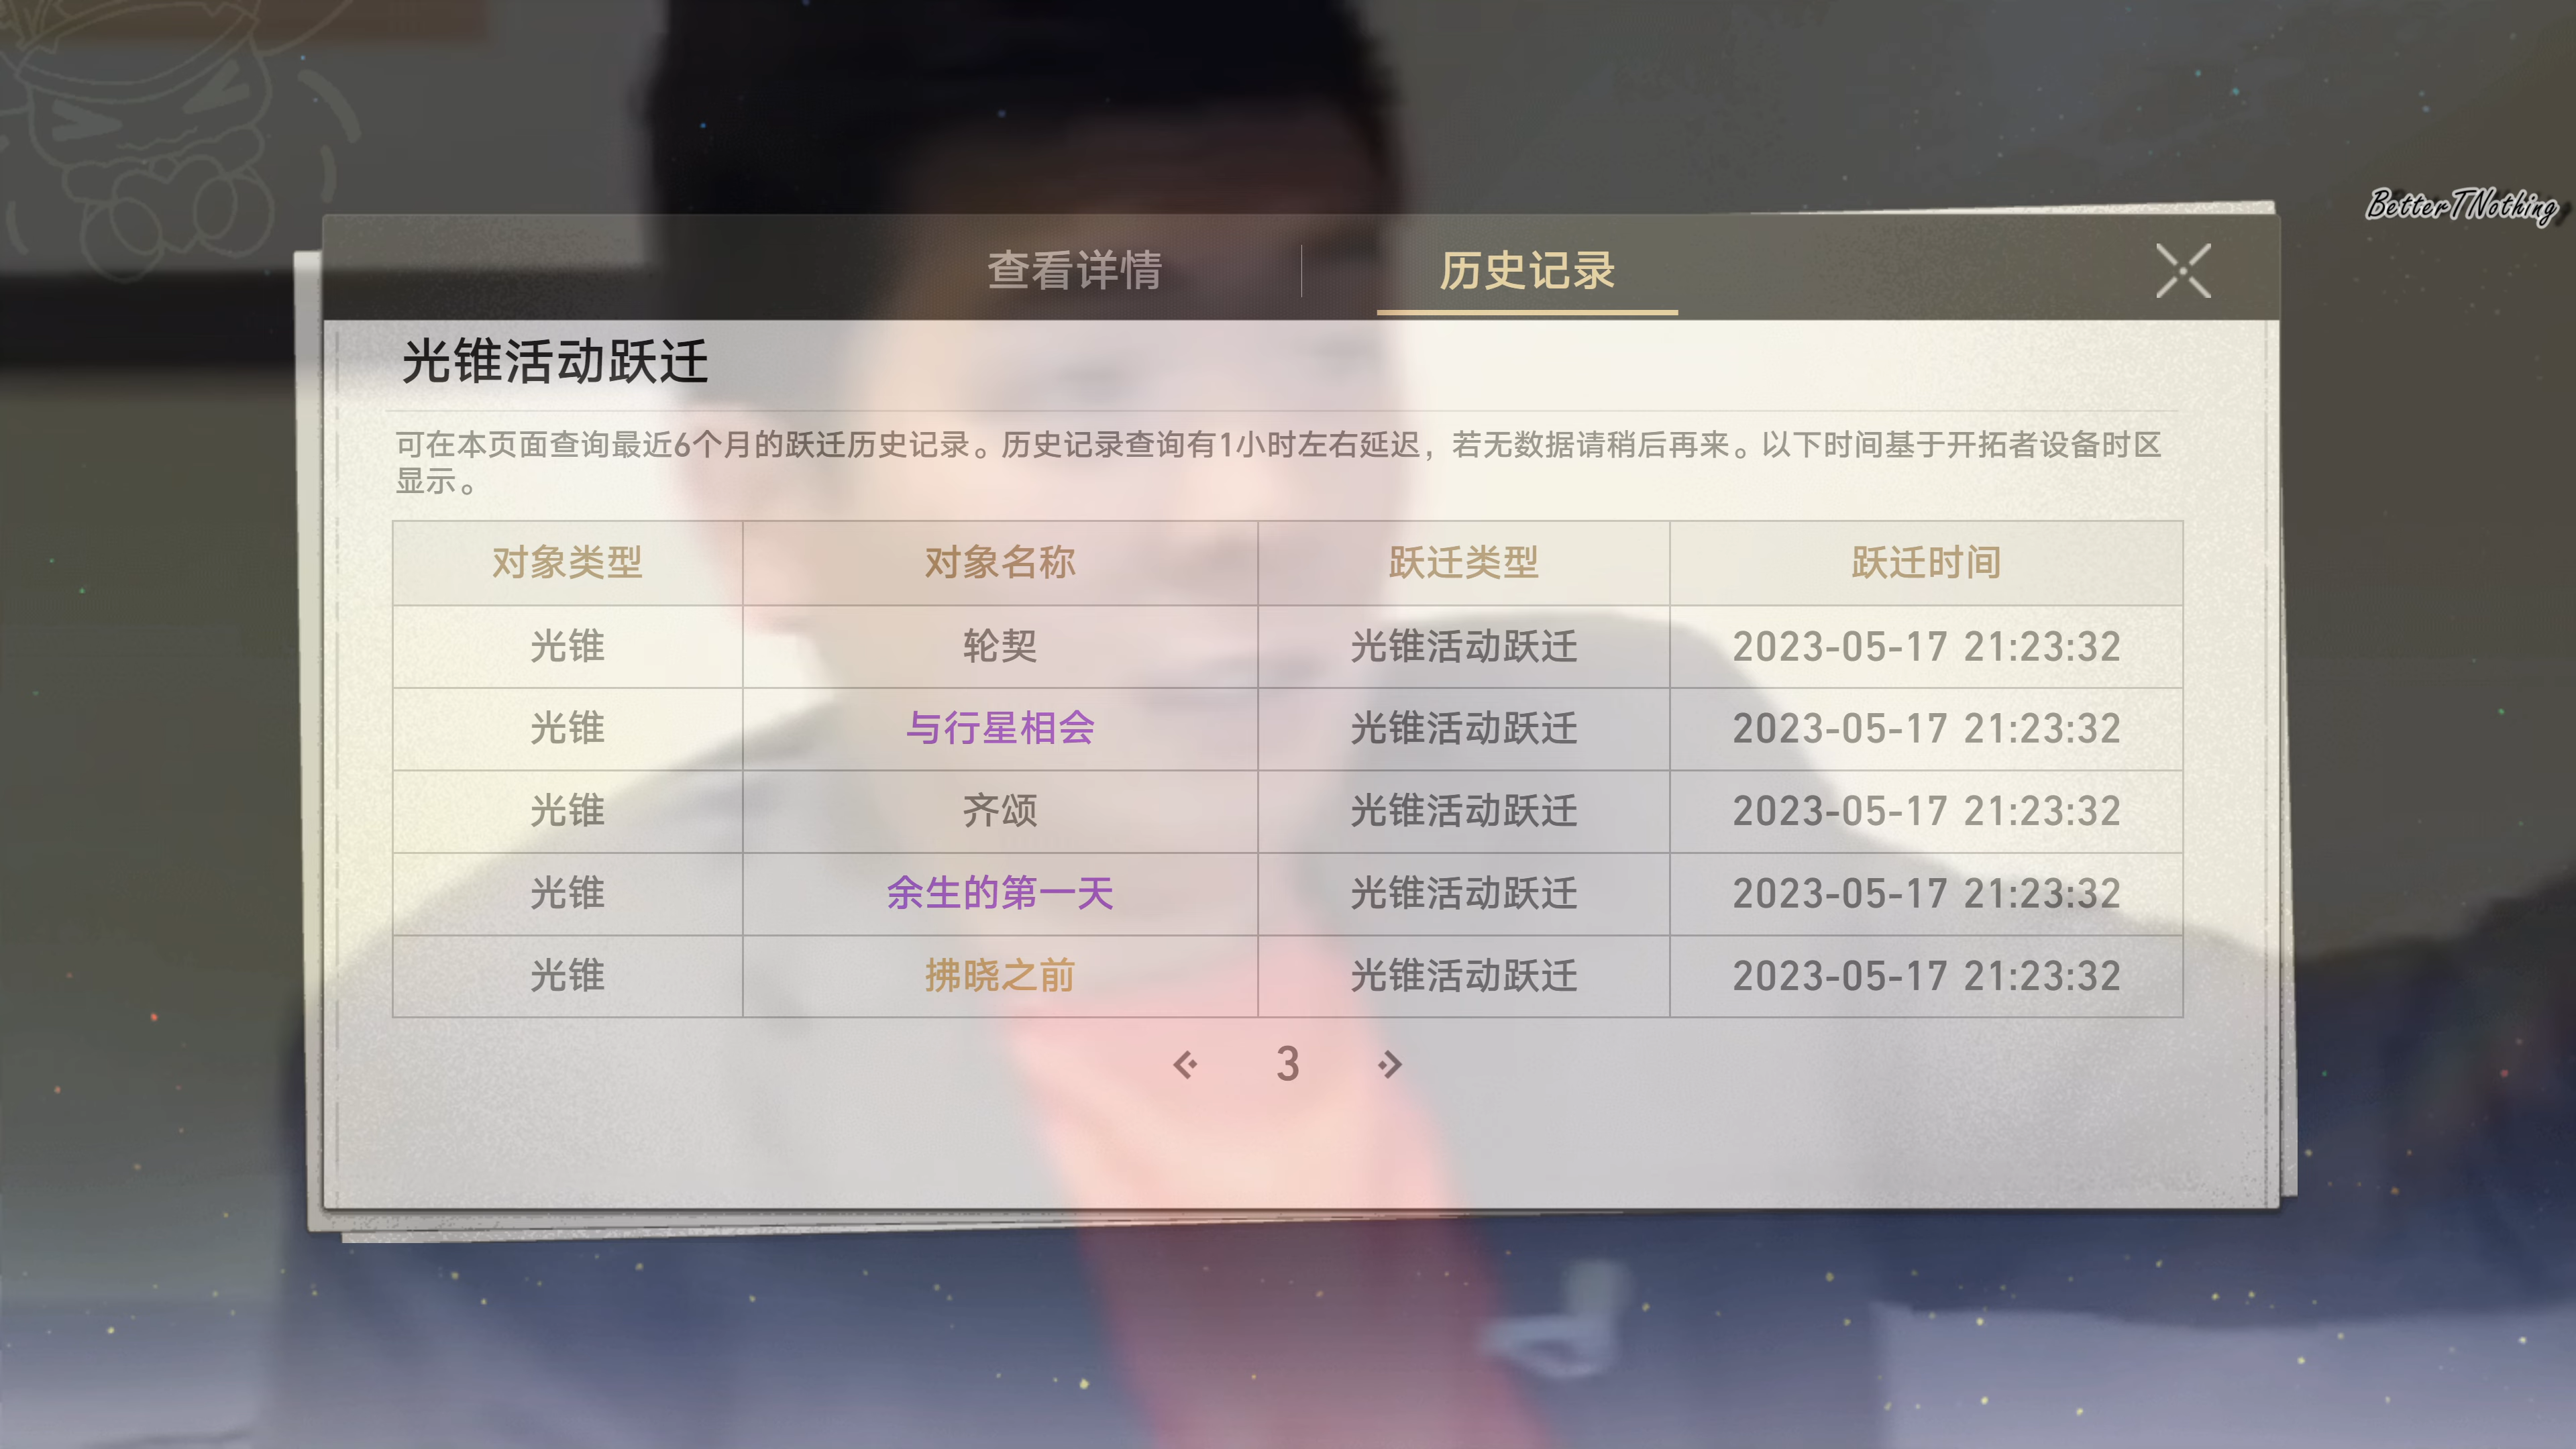 BetterTNothing
查看详情 历史记录
光锥活动跃迁
可在本页面查询最近6个月的跃迁历史记录。历史记录查询有1小时左右延迟，若无数据请稍后再来。以下时间基于开拓者设备时区
显示。
对象类型 对象名称 跃迁类型 跃迁时间
光锥 轮契 光锥活动跃迁 2023-05-17 21:23:32
光锥 与行星相会 光锥活动跃迁 2023-05-17 21:23:32
光锥 齐颂 光锥活动跃迁 2023-05-17 21:23:32
光锥 余生的第一天 光锥活动跃迁 2023-05-17 21:23:32
光锥 拂晓之前 光锥活动跃迁 2023-05-17 21:23:32
3